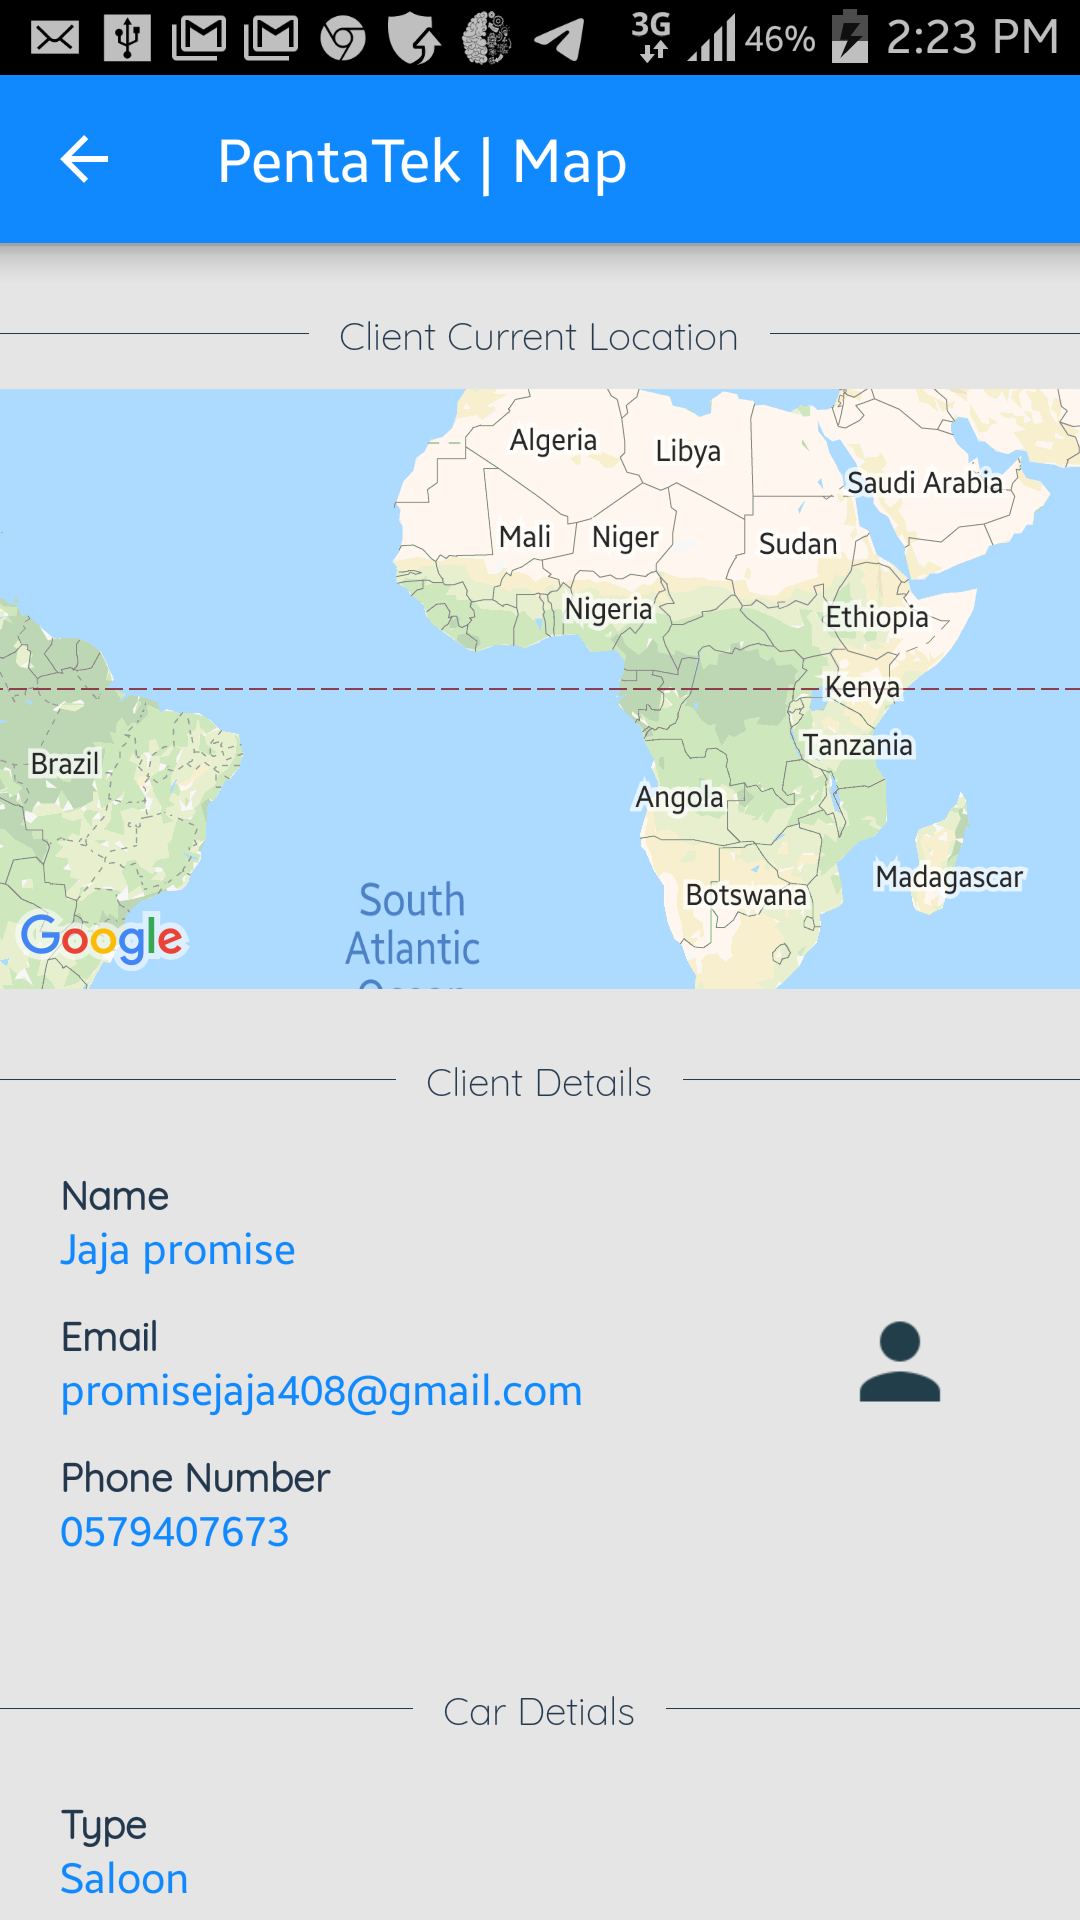 3G 46% 2:23 PM
PentaTek | Map
Client Current Location
Algeria
Libya
Saudi Arabia
Mali
Niger
Sudan
Nigeria
Ethiopia
Kenya
Tanzania
Brazil
Angola
Madagascar
Botswana
South
Atlantic
Ocean
Google
Client Details
Name
Jaja promise
Email
promisejaja408@gmail.com
Phone Number
0579407673
Car Detials
Type
Saloon